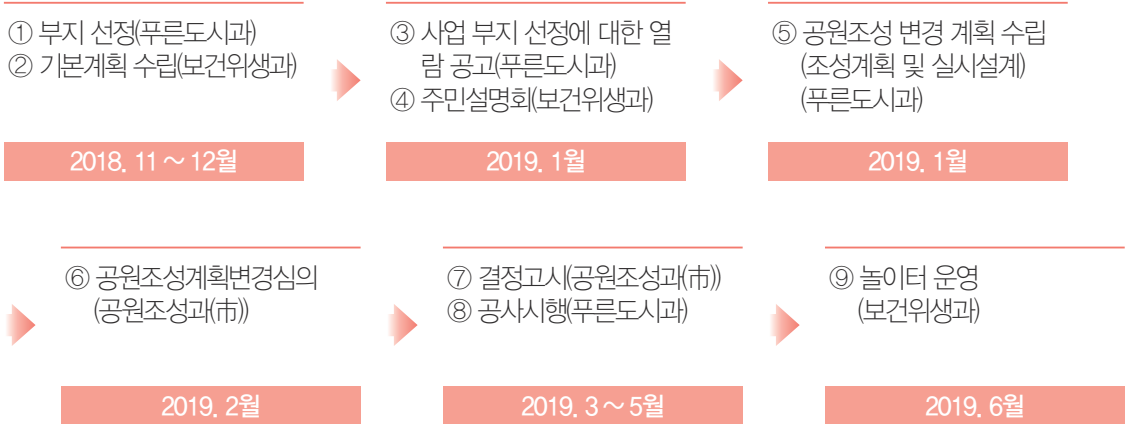 ① 부지 선정(푸른도시과)
② 기본계획 수립(보건위생과)
2018. 11 ~ 12월
③ 사업 부지 선정에 대한 열
람 공고(푸른도시과)
④ 주민설명회(보건위생과)
2019. 1월
⑤ 공원조성 변경 계획 수립
(조성계획 및 실시설계)
(푸른도시과)
2019. 1월
⑥ 공원조성계획변경심의
(공원조성과(市))
2019. 2월
⑦ 결정고시(공원조성과(市))
⑧ 공사시행(푸른도시과)
2019. 3 ~ 5월
⑨ 놀이터 운영
(보건위생과)
2019. 6월